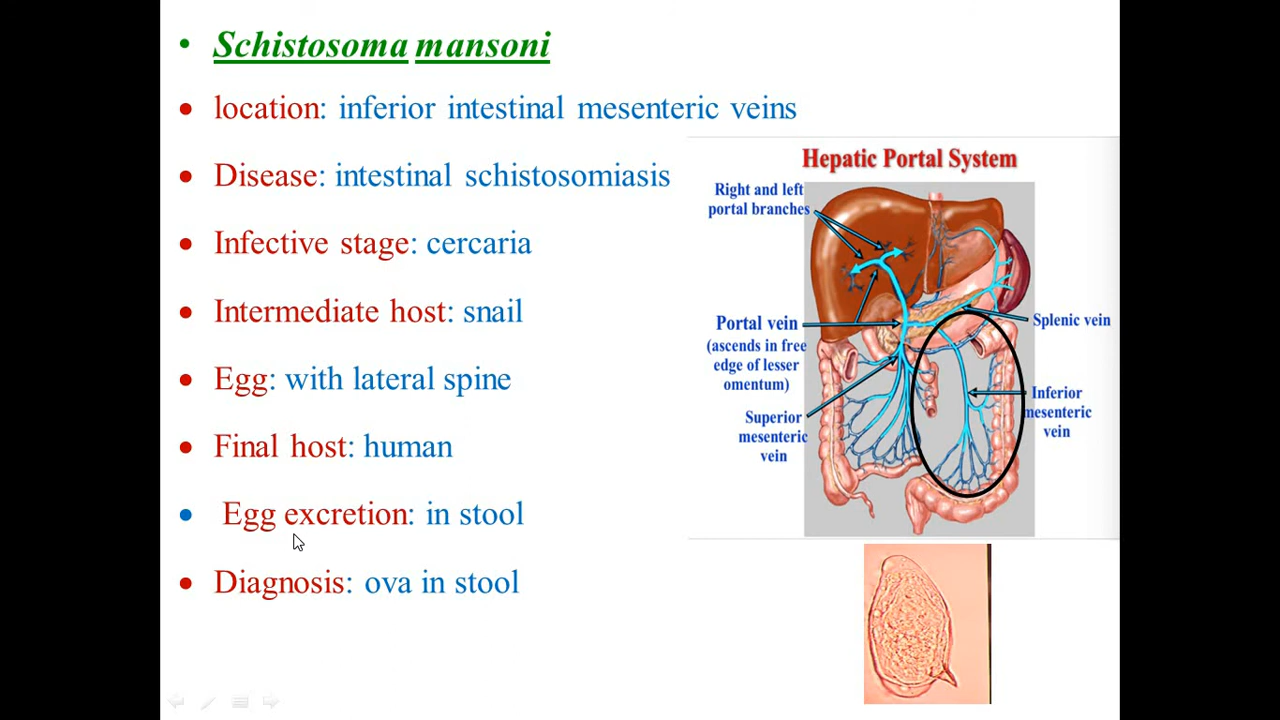 • Schistosoma mansoni
• location: inferior intestinal mesenteric veins
• Disease: intestinal schistosomiasis
• Infective stage: cercaria
• Intermediate host: snail
• Egg: with lateral spine
• Final host: human
• Egg excretion: in stool
• Diagnosis: ova in stool
Hepatic Portal System
Right and left
portal branches
Portal vein
(ascends in free
edge of lesser
omentum)
Superior
mesenteric
vein
Splenic vein
Inferior
mesenteric
vein